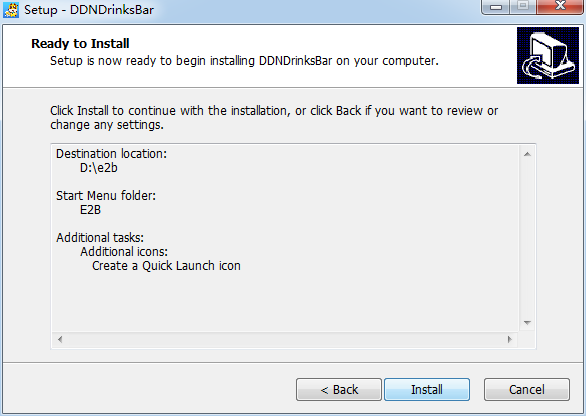 Setup - DDNDrinksBar
Ready to Install
Setup is now ready to begin installing DDNDrinksBar on your computer.
Click Install to continue with the installation, or click Back if you want to review or
change any settings.
Destination location:
D:\e2b
Start Menu folder:
E2B
Additional tasks:
Additional icons:
Create a Quick Launch icon
< Back
Install
Cancel